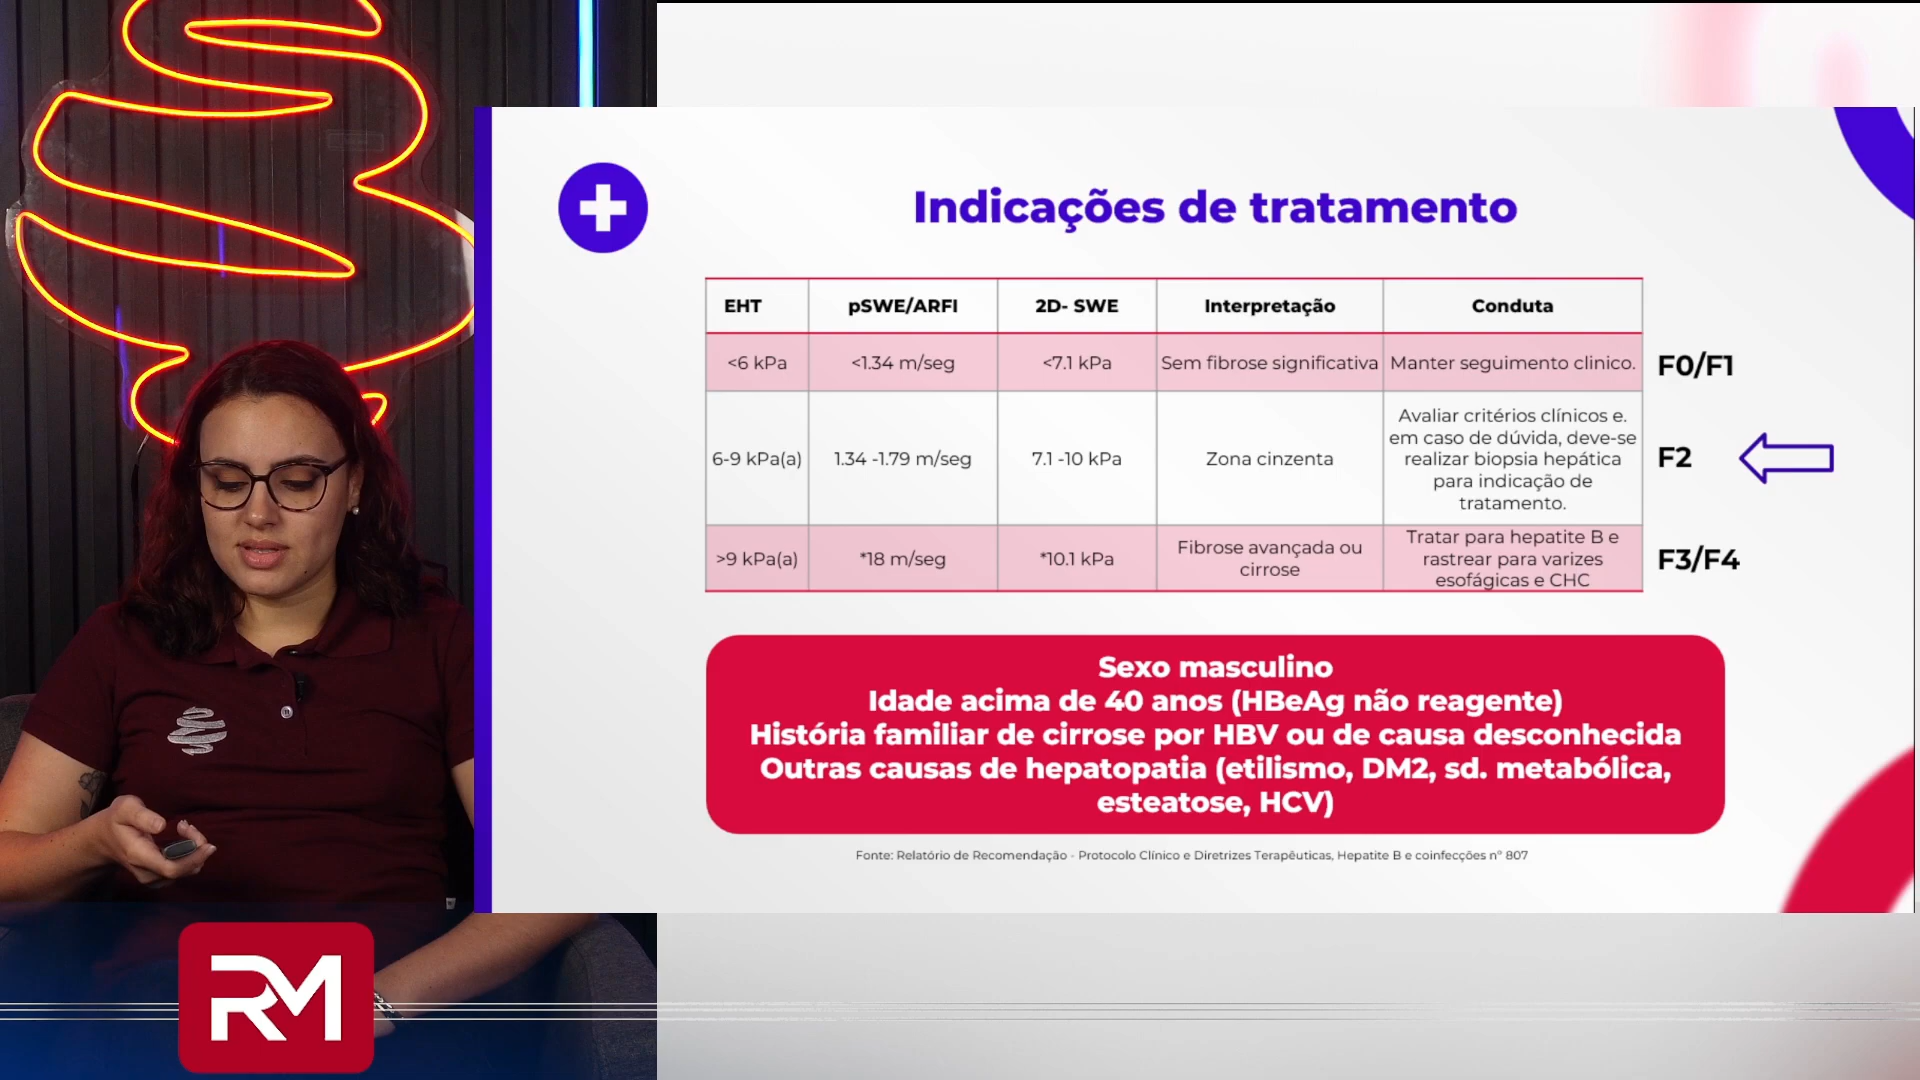 Indicações de tratamento
EHT pSWE/ARFI 2D- SWE Interpretação Conduta
<6 kPa <1.34 m/seg <7.1 kPa Sem fibrose significativa Manter seguimento clinico. F0/F1
6-9 kPa(a) 1.34 -1.79 m/seg 7.1 -10 kPa Zona cinzenta
Avaliar critérios clínicos e.
em caso de dúvida, deve-se
realizar biopsia hepática
para indicação de
tratamento.
F2
>9 kPa(a) *18 m/seg *10.1 kPa
Fibrose avançada ou
cirrose
Tratar para hepatite B e
rastrear para varizes
esofágicas e CHC
F3/F4
Sexo masculino
Idade acima de 40 anos (HBeAg não reagente)
História familiar de cirrose por HBV ou de causa desconhecida
Outras causas de hepatopatia (etilismo, DM2, sd. metabólica,
esteatose, HCV)
Fonte: Relatório de Recomendação - Protocolo Clínico e Diretrizes Terapêuticas, Hepatite B e coinfecções nº 807
RM